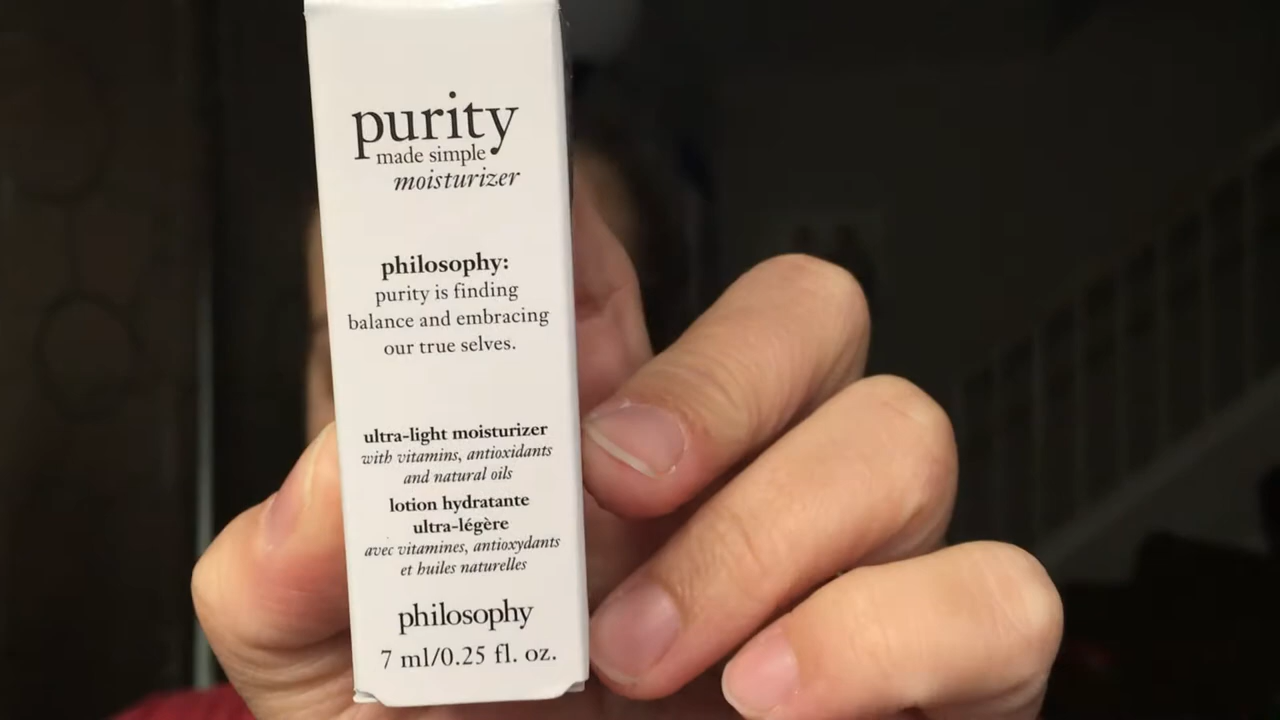 purity
made simple
moisturizer
philosophy:
purity is finding
balance and embracing
our true selves.
ultra-light moisturizer
with vitamins, antioxidants
and natural oils
lotion hydratante
ultra-légère
avec vitamines, antioxydants
et huiles naturelles
philosophy
7 ml/0.25 fl. oz.